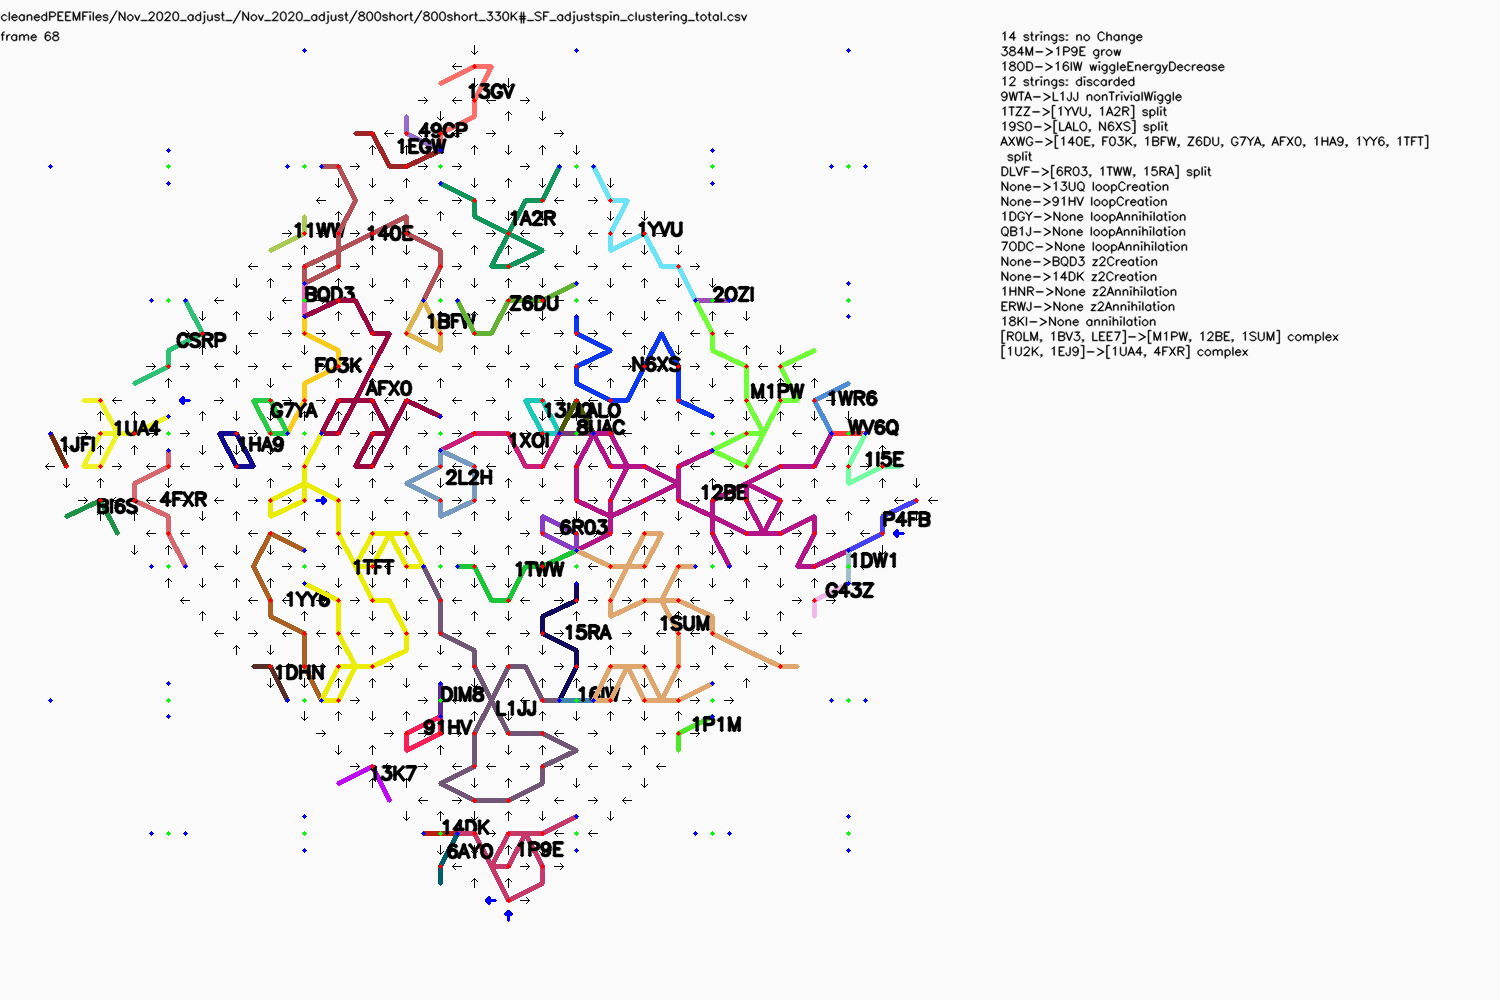 cleanedPEEMFiles/Nov_2020_adjust_/Nov_2020_adjust/800short/800short_330K#_SF_adjustspin_clustering_total.csv
frame 68
14 strings: no Change
384M->1P9E grow
180D->16IW wiggleEnergyDecrease
12 strings: discarded
9WTA->L1JJ nonTrivialWiggle
1TZZ->[1YVU, 1A2R] split
19S0->[LALO, N6XS] split
AXWG->[140E, F03K, 1BFW, Z6DU, G7YA, AFX0, 1HA9, 1YY6, 1TFT]
split
DLVF->[6R03, 1TWW, 15RA] split
None->13UQ loopCreation
None->91HV loopCreation
1DGY->None loopAnnihilation
QB1J->None loopAnnihilation
7ODC->None loopAnnihilation
None->BQD3 z2Creation
None->14DK z2Creation
1HNR->None z2Annihilation
ERWJ->None z2Annihilation
18KI->None annihilation
[R0LM, 1BV3, LEE7]->[M1PW, 12BE, 1SUM] complex
[1U2K, 1EJ9]->[1UA4, 4FXR] complex
13GV
49CP
1EGW
1A2R
11WW
140E
1YVU
BQD3
2OZI
Z6DU
1BFW
CSRP
F03K
N6XS
AFX0
M1PW
1WR6
G7YA
13UQ
LALO
1UA4
8UAC
WV6Q
1JFI
1HA9
1XOI
1I5E
2L2H
12BE
4FXR
BI6S
P4FB
6R03
1DW1
1TFT
1TWW
G43Z
1YY6
15RA
1SUM
1DHN
DIM8
16IW
L1JJ
91HV
1P1M
13K7
14DK
6AYO
1P9E